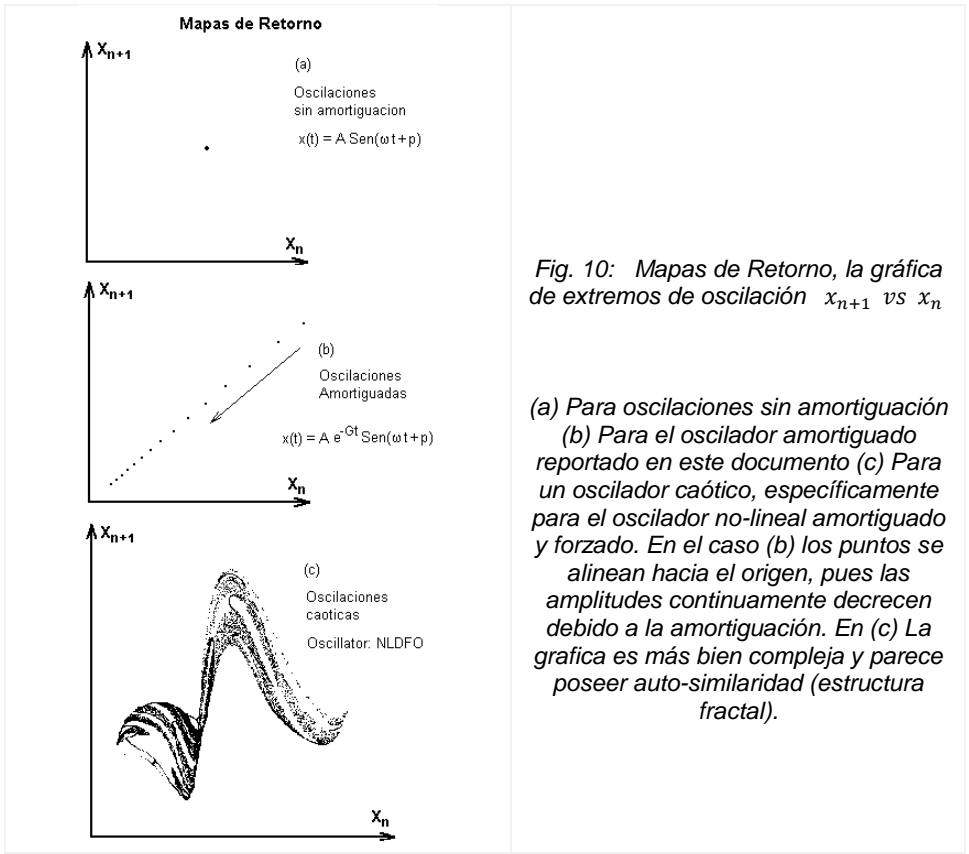 Mapas de Retorno
Xn+1
(a)
Oscilaciones
sin amortiguacion
x(t) = A Sen(ωt+p)
Xn
Xn+1
(b)
Oscilaciones
Amortiguadas
x(t) = A e-Gt Sen(ωt+p)
Xn
Xn+1
(c)
Oscilaciones
caoticas
Oscillator: NLDFO
Xn
Fig. 10: Mapas de Retorno, la gráfica
de extremos de oscilación xn+1 vs xn
(a) Para oscilaciones sin amortiguación
(b) Para el oscilador amortiguado
reportado en este documento (c) Para
un oscilador caótico, específicamente
para el oscilador no-lineal amortiguado
y forzado. En el caso (b) los puntos se
alinean hacia el origen, pues las
amplitudes continuamente decrecen
debido a la amortiguación. En (c) La
grafica es más bien compleja y parece
poseer auto-similaridad (estructura
fractal).